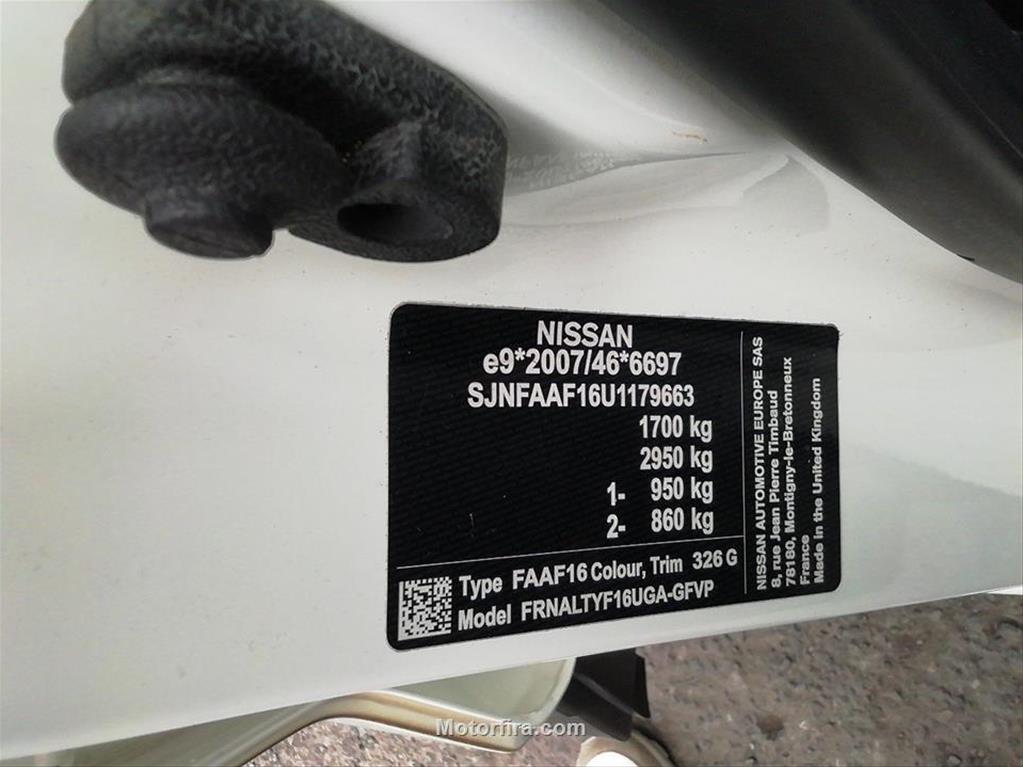 NISSAN
e9*2007/46*6697
SJNFAAF16U1179663
1700 kg
2950 kg
1- 950 kg
2- 860 kg
Type FAAF16 Colour, Trim 326 G
Model FRNALTYF16UGA-GFVP
NISSAN AUTOMOTIVE EUROPE SAS
8, rue Jean Pierre Timbaud
78180, Montigny-le-Bretonneux
France
Made in the United Kingdom
Motorfira.com